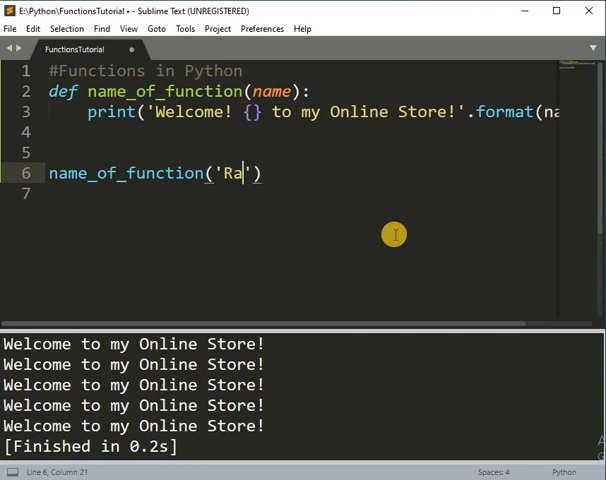 E:\Python\FunctionsTutorial • - Sublime Text (UNREGISTERED)
File Edit Selection Find View Goto Tools Project Preferences Help
FunctionsTutorial
1 #Functions in Python
2 def name_of_function(name):
3 print('Welcome! {} to my Online Store!'.format(na
4
5
6 name_of_function('Ra')
7
Welcome to my Online Store!
Welcome to my Online Store!
Welcome to my Online Store!
Welcome to my Online Store!
Welcome to my Online Store!
[Finished in 0.2s]
Line 6, Column 21 Spaces: 4 Python